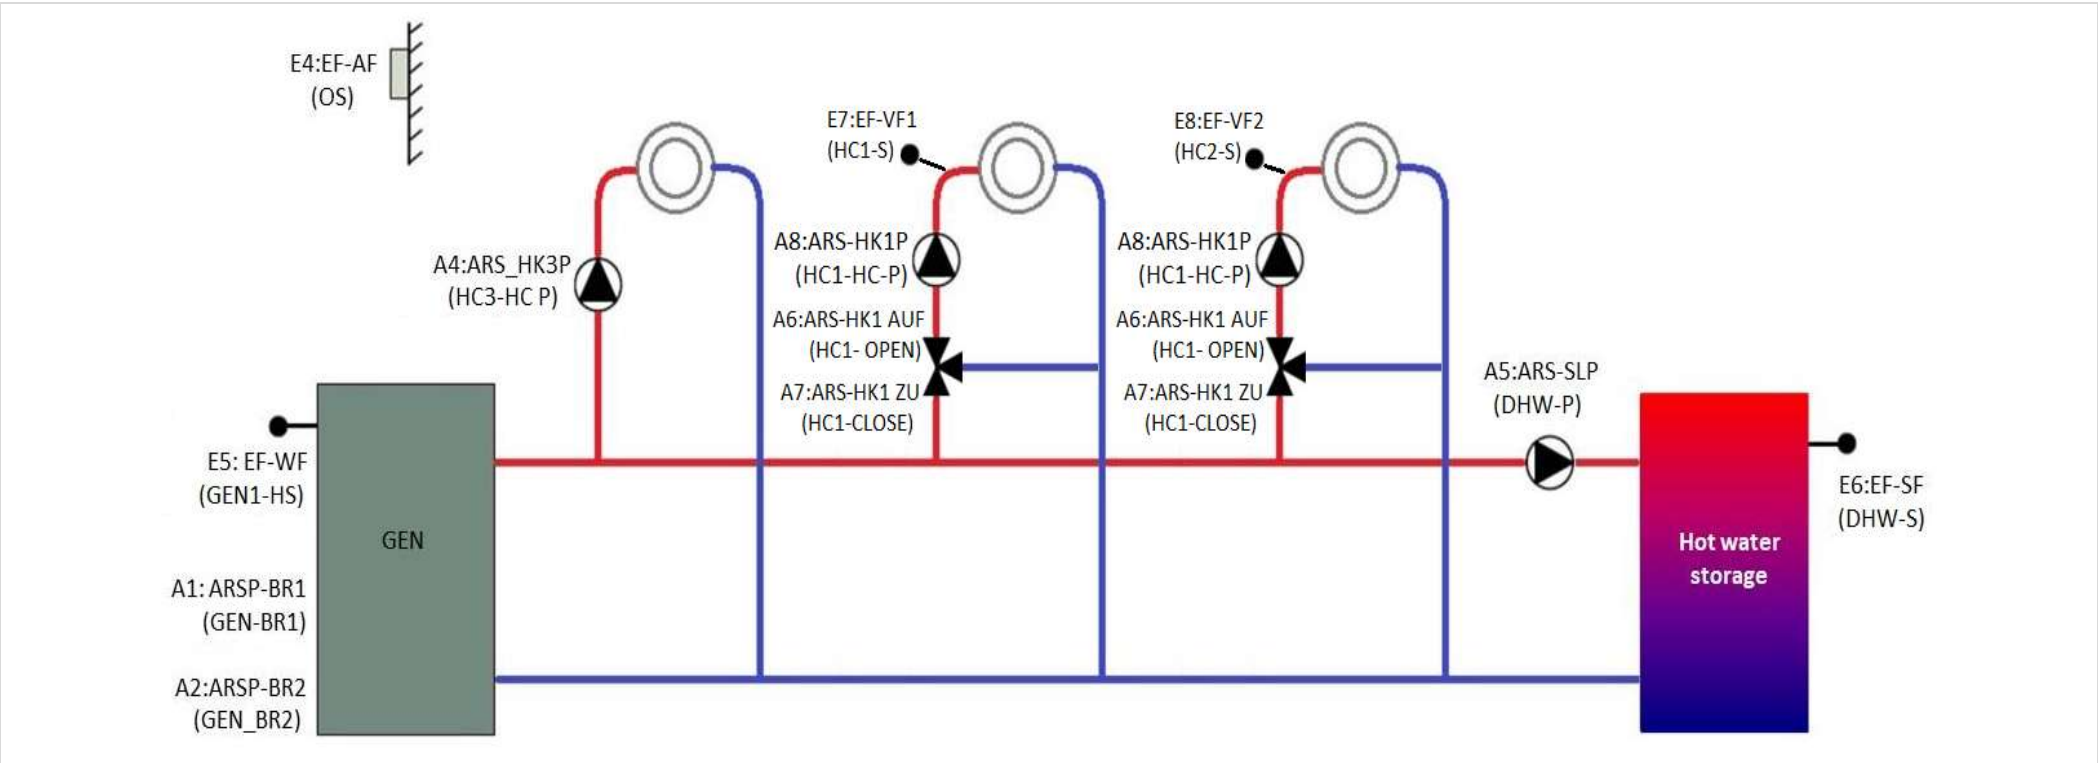 E4:EF-AF
(OS)
E7:EF-VF1
(HC1-S)
E8:EF-VF2
(HC2-S)
A4:ARS_HK3P
(HC3-HC P)
A8:ARS-HK1P
(HC1-HC-P)
A6:ARS-HK1 AUF
(HC1- OPEN)
A7:ARS-HK1 ZU
(HC1-CLOSE)
A8:ARS-HK1P
(HC1-HC-P)
A6:ARS-HK1 AUF
(HC1- OPEN)
A7:ARS-HK1 ZU
(HC1-CLOSE)
A5:ARS-SLP
(DHW-P)
E5: EF-WF
(GEN1-HS)
GEN
A1: ARSP-BR1
(GEN-BR1)
A2:ARSP-BR2
(GEN_BR2)
Hot water
storage
E6:EF-SF
(DHW-S)